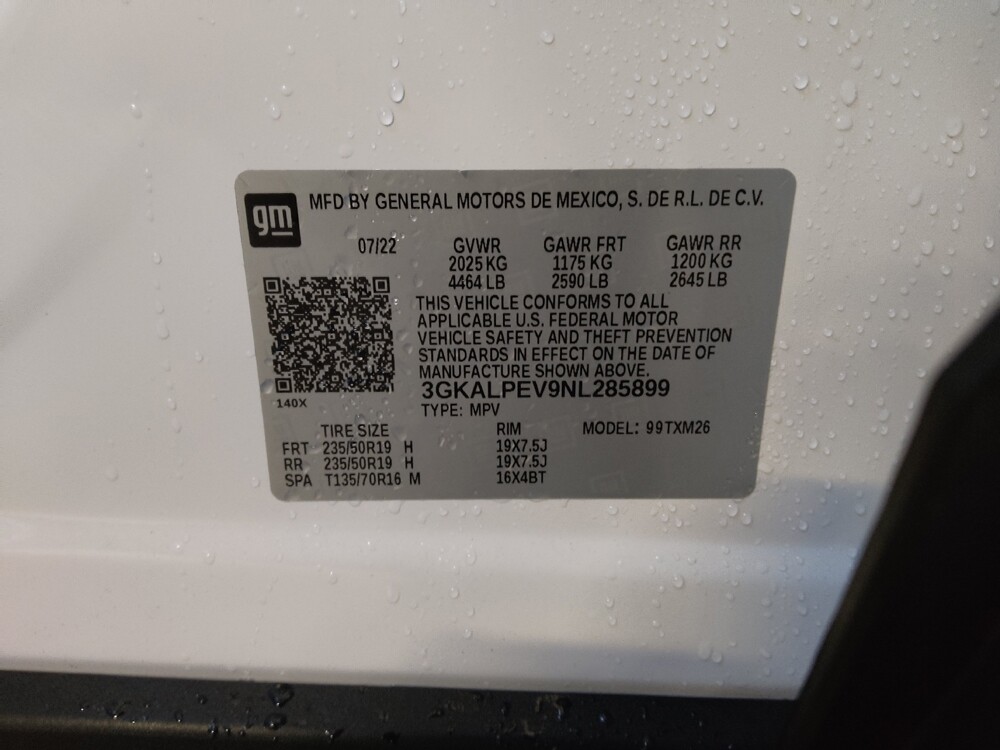 gm
MFD BY GENERAL MOTORS DE MEXICO, S. DE R.L. DE C.V.
07/22 GVWR GAWR FRT GAWR RR
2025 KG 1175 KG 1200 KG
4464 LB 2590 LB 2645 LB
THIS VEHICLE CONFORMS TO ALL
APPLICABLE U.S. FEDERAL MOTOR
VEHICLE SAFETY AND THEFT PREVENTION
STANDARDS IN EFFECT ON THE DATE OF
MANUFACTURE SHOWN ABOVE.
3GKALPEV9NL285899
140X
TYPE: MPV
TIRE SIZE RIM MODEL: 99TXM26
FRT 235/50R19 H 19X7.5J
RR 235/50R19 H 19X7.5J
SPA T135/70R16 M 16X4BT